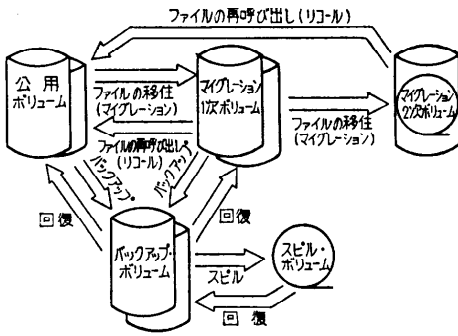 ファイルの再呼び出し(リコール)
公用
ボリューム
ファイルの移住
(マイグレーション)
マイグレーション
1次ボリューム
マイグレーション
2次ボリューム
ファイルの移住
(マイグレーション)
ファイルの再呼び出し
(リコール)
バックアップ
バックアップ
回復
回復
バックアップ・
ボリューム
スピル
スピル・
ボリューム
回復